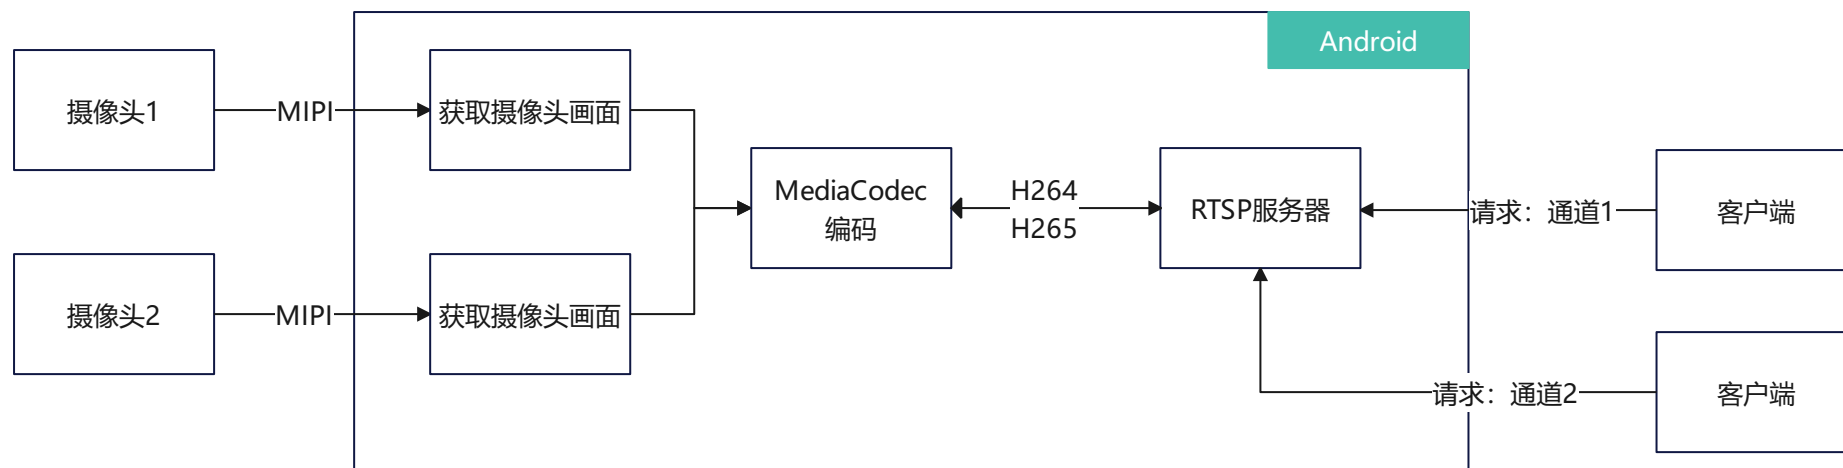 Android
摄像头1
MIPI
获取摄像头画面
MediaCodec
编码
H264
H265
RTSP服务器
请求：通道1
客户端
摄像头2
MIPI
获取摄像头画面
请求：通道2
客户端